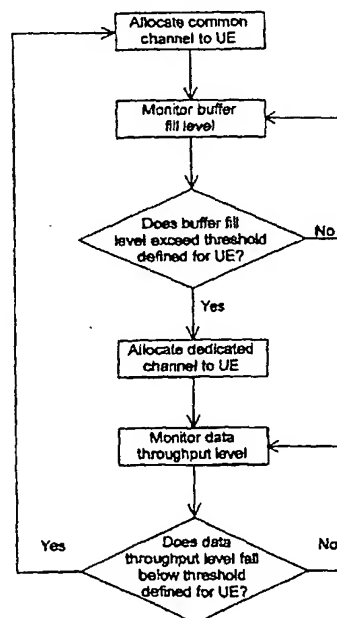 Allocate common
channel to UE
Monitor buffer
fill level
Does buffer fill
level exceed threshold
defined for UE?
No
Yes
Allocate dedicated
channel to UE
Monitor data
throughput level
Does data
throughput level fall
below threshold
defined for UE?
Yes
No